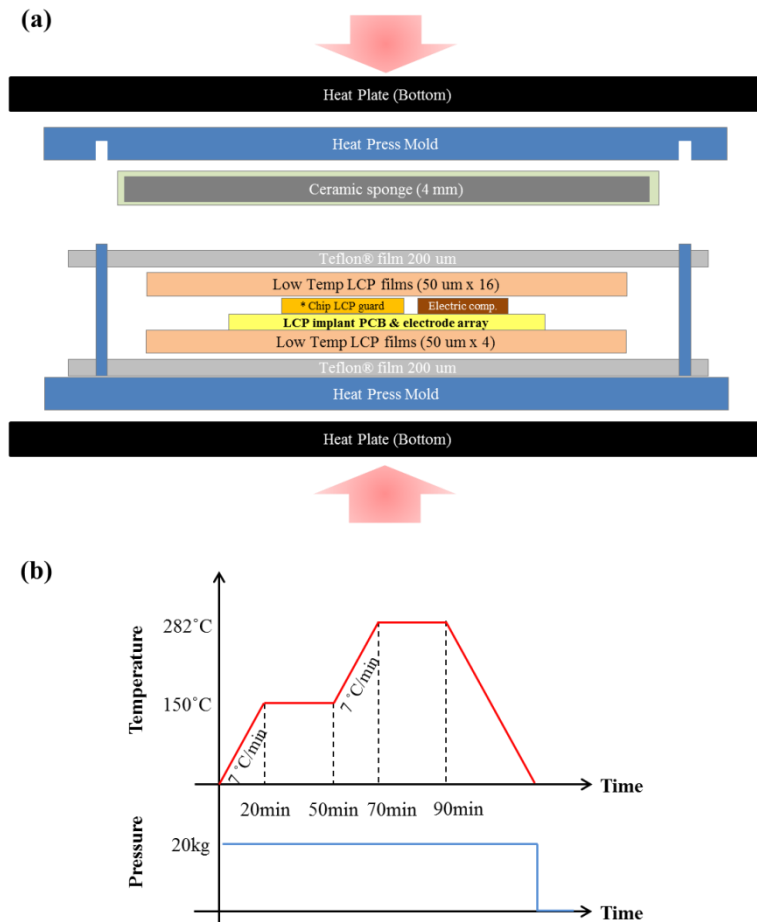 (a)
Heat Plate (Bottom)
Heat Press Mold
Ceramic sponge (4 mm)
Teflon® film 200 um
Low Temp LCP films (50 um x 16)
* Chip LCP guard Electric comp.
LCP implant PCB & electrode array
Low Temp LCP films (50 um x 4)
Teflon® film 200 um
Heat Press Mold
Heat Plate (Bottom)
(b)
Temperature
282˚C
150˚C
7 ˚C/min
7 ˚C/min
Time
20min 50min 70min 90min
Pressure
20kg
Time